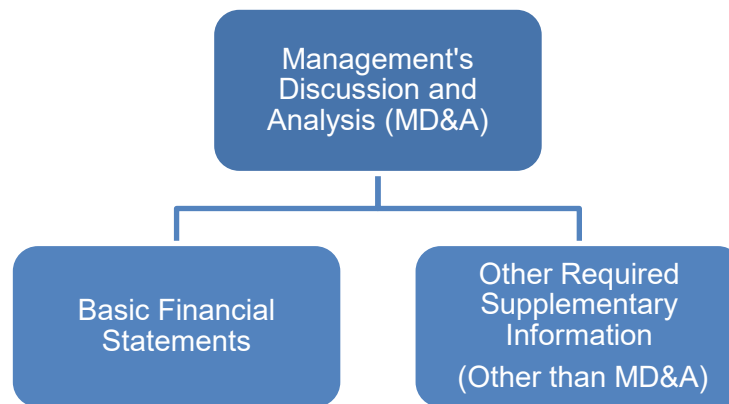 Management's
Discussion and
Analysis (MD&A)
Basic Financial
Statements
Other Required
Supplementary
Information
(Other than MD&A)